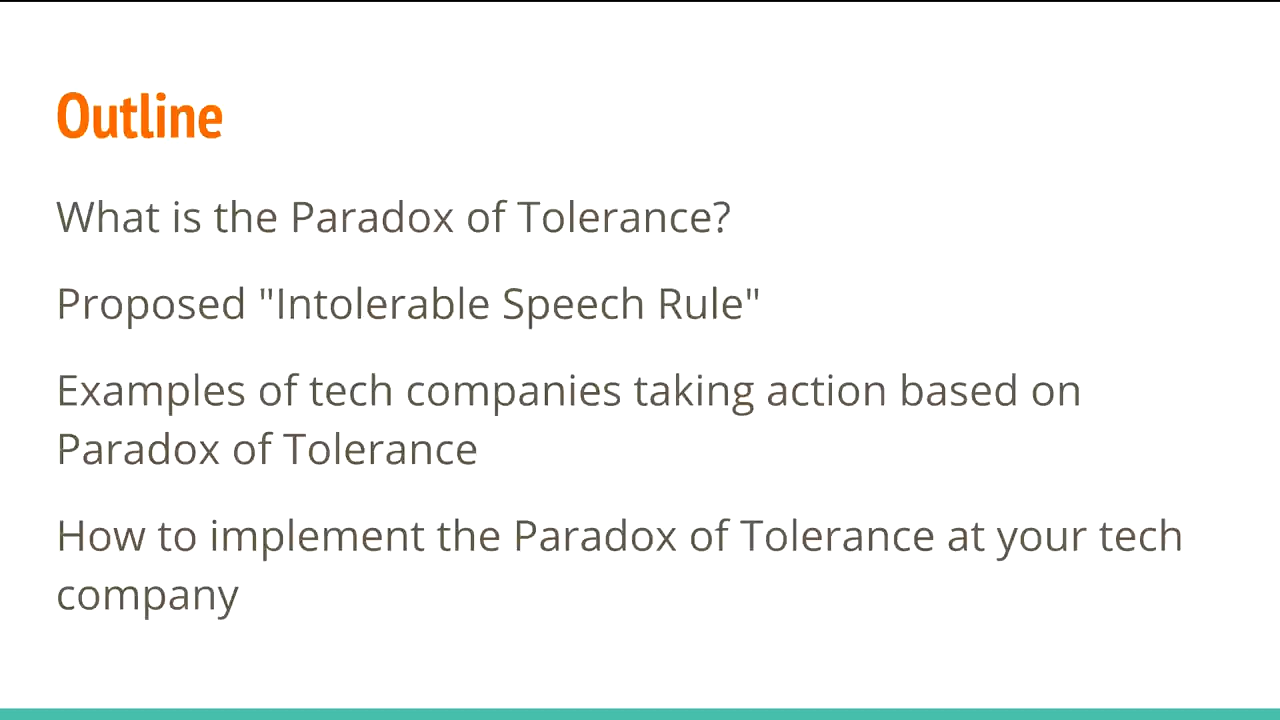 Outline
What is the Paradox of Tolerance?
Proposed "Intolerable Speech Rule"
Examples of tech companies taking action based on
Paradox of Tolerance
How to implement the Paradox of Tolerance at your tech
company